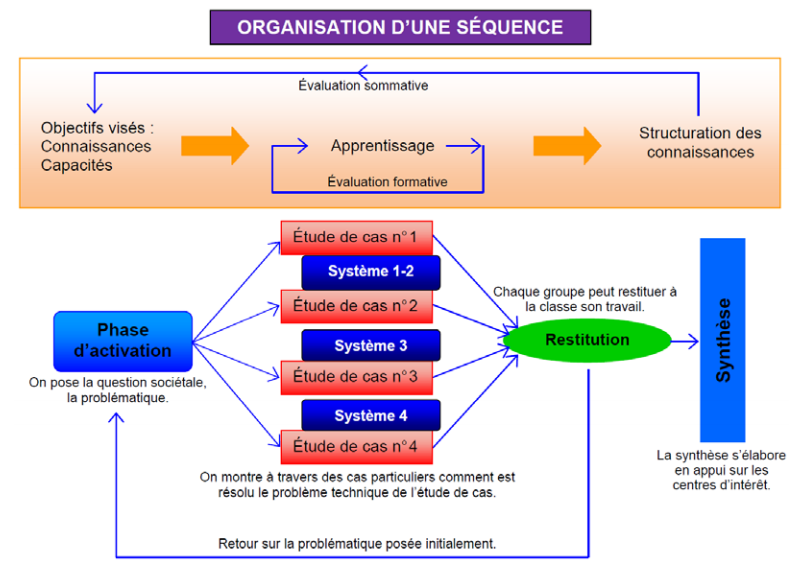 ORGANISATION D'UNE SÉQUENCE
Évaluation sommative
Objectifs visés :
Connaissances
Capacités
Apprentissage
Évaluation formative
Structuration des
connaissances
Étude de cas n°1
Système 1-2
Étude de cas n°2
Système 3
Étude de cas n°3
Système 4
Étude de cas n°4
Phase
d'activation
On pose la question sociétale,
la problématique.
On montre à travers des cas particuliers comment est
résolu le problème technique de l'étude de cas.
Chaque groupe peut restituer à
la classe son travail.
Restitution
Synthèse
La synthèse s'élabore
en appui sur les
centres d'intérêt.
Retour sur la problématique posée initialement.